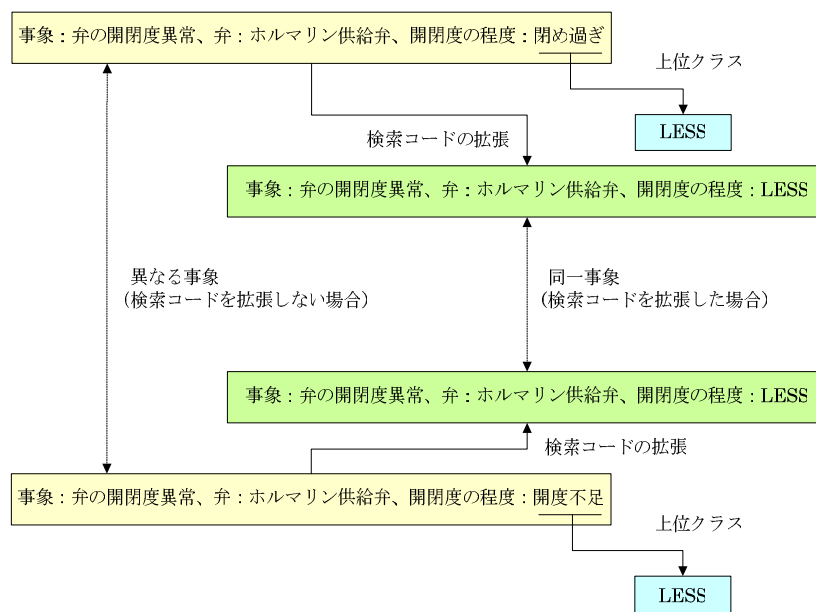 事象：弁の開閉度異常、弁：ホルマリン供給弁、開閉度の程度：閉め過ぎ
上位クラス
LESS
検索コードの拡張
事象：弁の開閉度異常、弁：ホルマリン供給弁、開閉度の程度：LESS
異なる事象
（検索コードを拡張しない場合）
同一事象
（検索コードを拡張した場合）
事象：弁の開閉度異常、弁：ホルマリン供給弁、開閉度の程度：LESS
検索コードの拡張
事象：弁の開閉度異常、弁：ホルマリン供給弁、開閉度の程度：開度不足
上位クラス
LESS